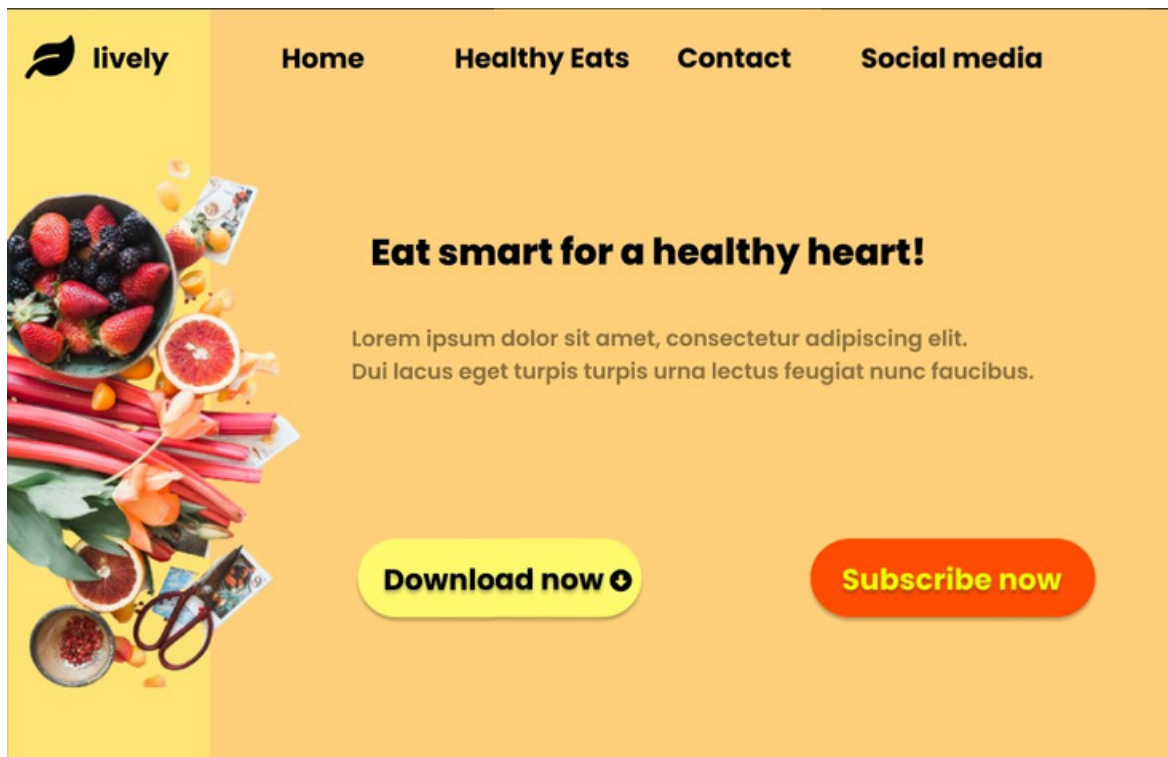 lively
Home Healthy Eats Contact Social media
Eat smart for a healthy heart!
Lorem ipsum dolor sit amet, consectetur adipiscing elit.
Dui lacus eget turpis turpis urna lectus feugiat nunc faucibus.
Download now
Subscribe now